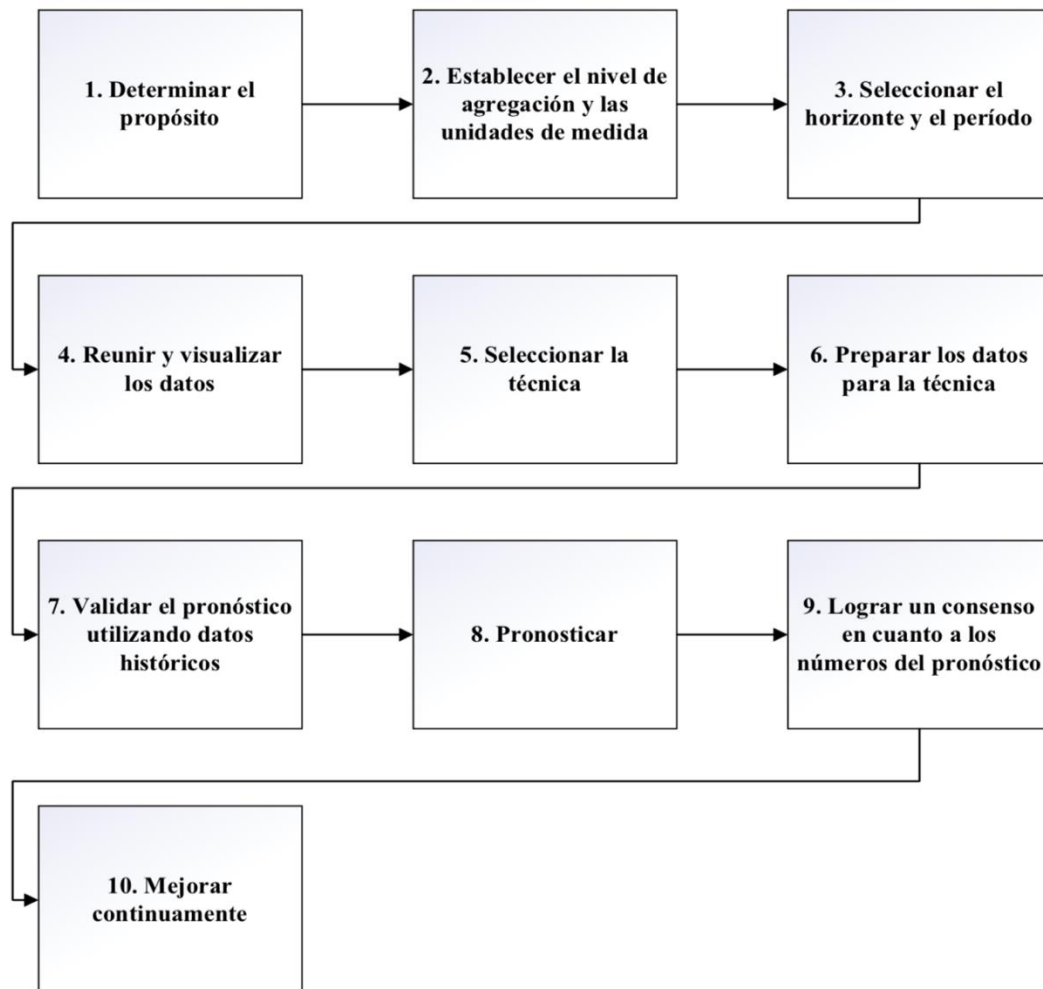 1. Determinar el
propósito
2. Establecer el nivel de
agregación y las
unidades de medida
3. Seleccionar el
horizonte y el período
4. Reunir y visualizar
los datos
5. Seleccionar la
técnica
6. Preparar los datos
para la técnica
7. Validar el pronóstico
utilizando datos
históricos
8. Pronosticar
9. Lograr un consenso
en cuanto a los
números del pronóstico
10. Mejorar
continuamente